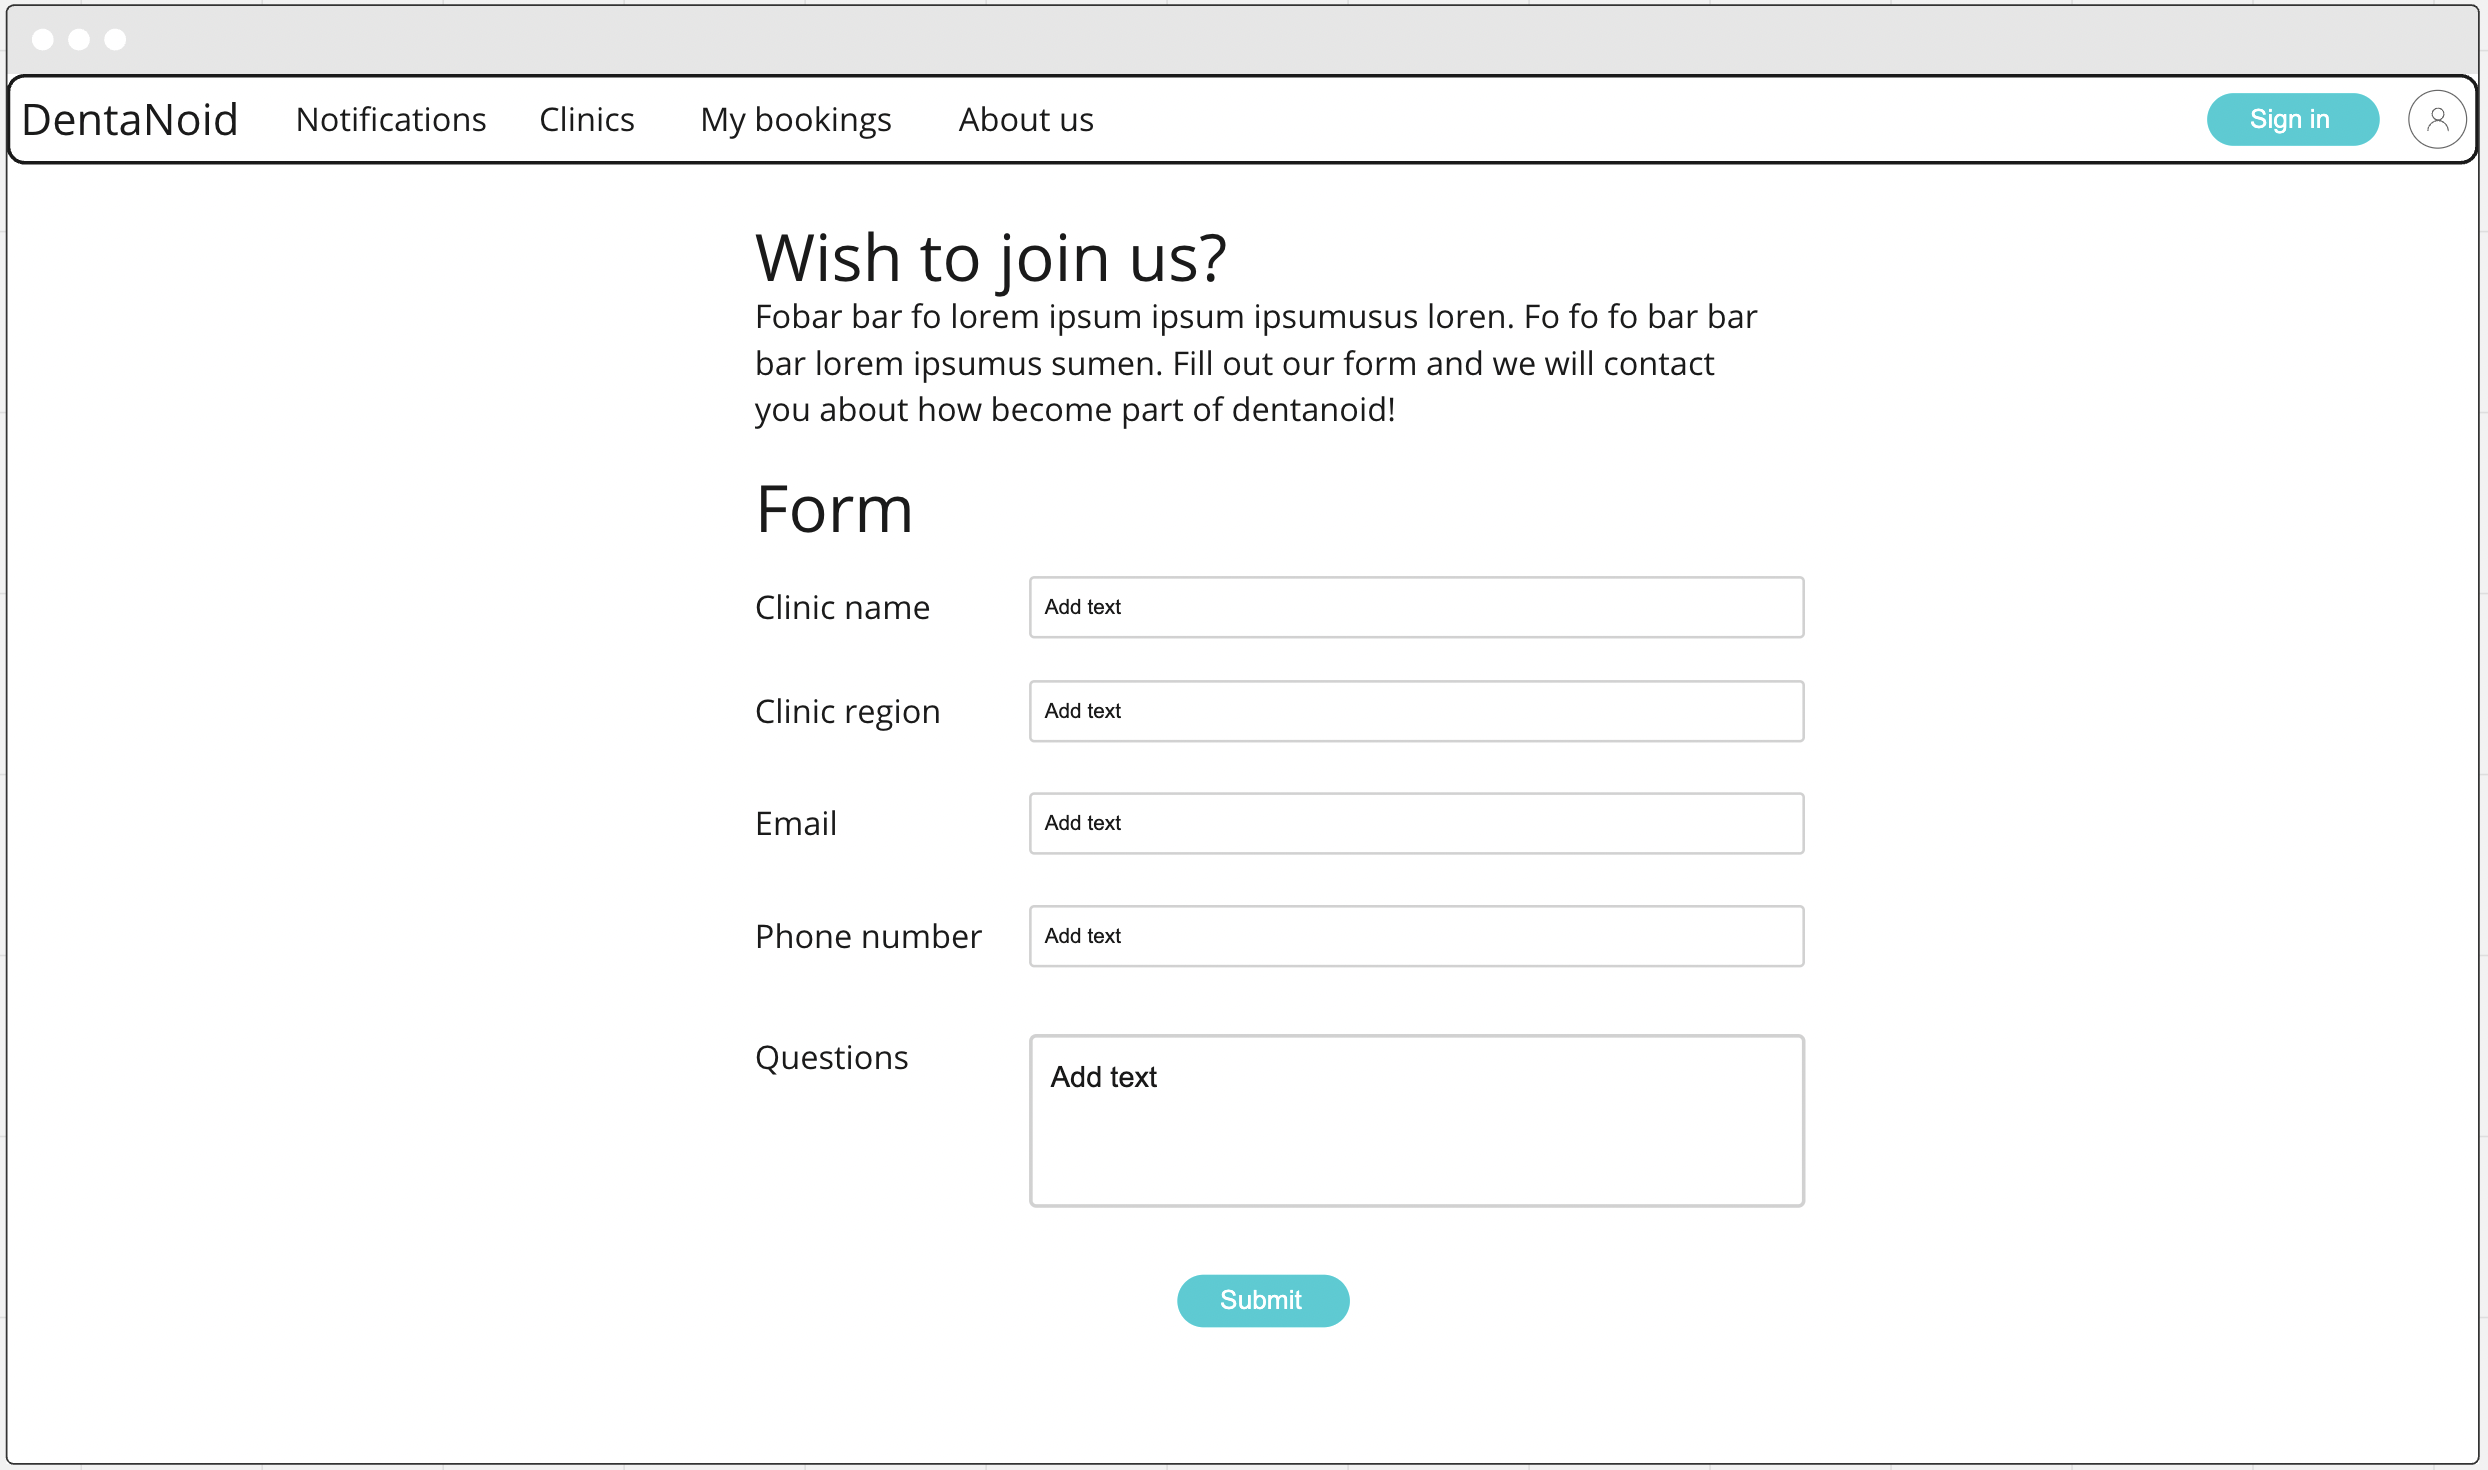 DentaNoid Notifications Clinics My bookings About us Sign in
Wish to join us?
Fobar bar fo lorem ipsum ipsum ipsumusus loren. Fo fo fo bar bar
bar lorem ipsumus sumen. Fill out our form and we will contact
you about how become part of dentanoid!
Form
Clinic name Add text
Clinic region Add text
Email Add text
Phone number Add text
Questions Add text
Submit